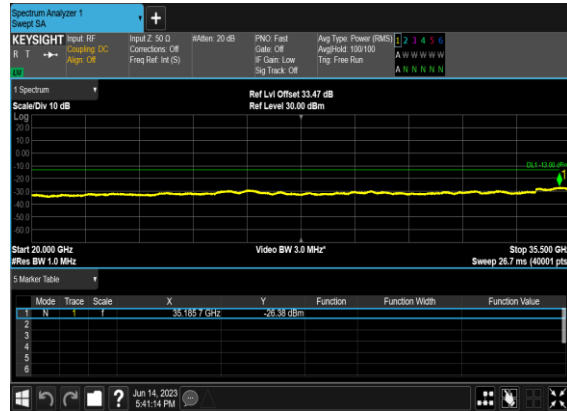 Spectrum Analyzer 1
Swept SA
+
KEYSIGHT Input: RF Input Z: 50 Ω #Atten: 20 dB PNO: Fast Avg Type: Power (RMS) 1 2 3 4 5 6
R T Coupling: DC Corrections: Off Gate: Off Avg|Hold: 100/100 A W W W W W
Align: Off Freq Ref: Int (S) IF Gain: Low Trig: Free Run
Sig Track: Off A N N N N N
1 Spectrum
Scale/Div 10 dB
Ref Lvl Offset 33.47 dB
Ref Level 30.00 dBm
Log
20.0
10.0
0.00
-10.0
DL1 -13.00 dBm
1
-20.0
-30.0
-40.0
-50.0
-60.0
Start 20.000 GHz Video BW 3.0 MHz* Stop 35.500 GHz
#Res BW 1.0 MHz Sweep 26.7 ms (40001 pts
5 Marker Table
Mode Trace Scale X Y Function Function Width Function Value
1 N 1 f 35.185 7 GHz -26.38 dBm
2
3
4
5
6
? Jun 14, 2023
5:41:14 PM